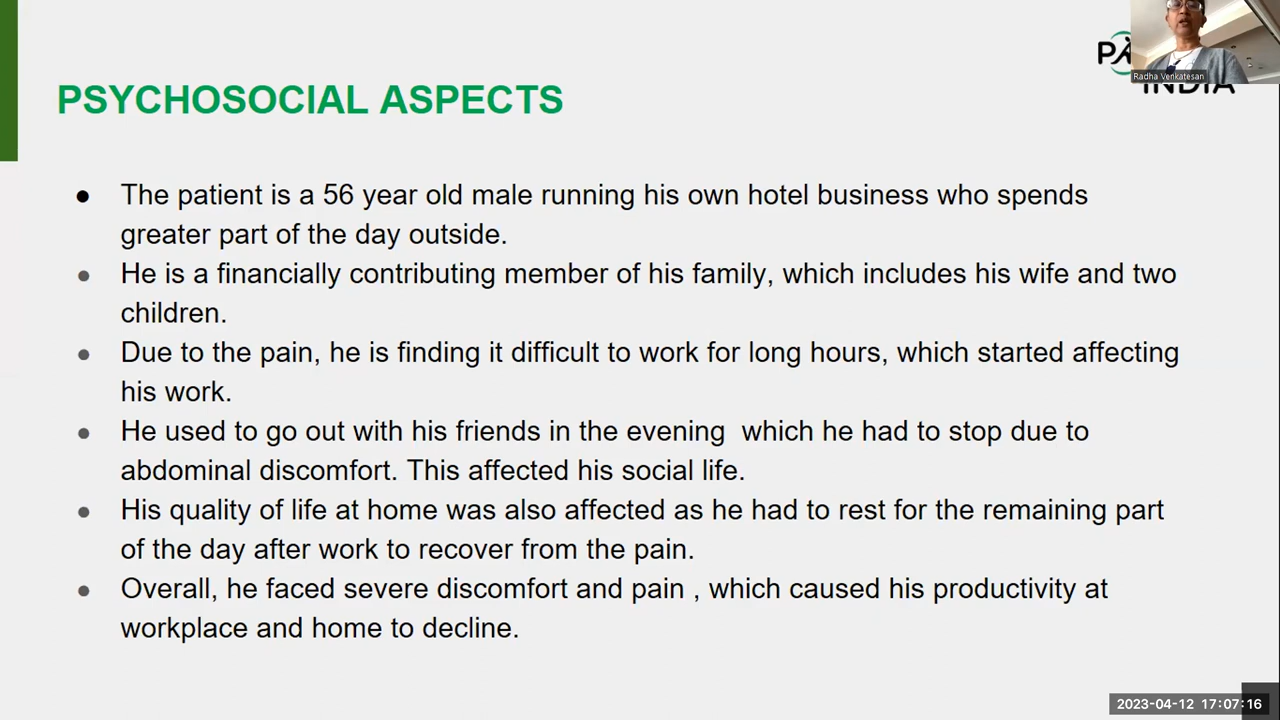 PSYCHOSOCIAL ASPECTS
Radha Venkatesan
INDIA
● The patient is a 56 year old male running his own hotel business who spends
greater part of the day outside.
● He is a financially contributing member of his family, which includes his wife and two
children.
● Due to the pain, he is finding it difficult to work for long hours, which started affecting
his work.
● He used to go out with his friends in the evening  which he had to stop due to
abdominal discomfort. This affected his social life.
● His quality of life at home was also affected as he had to rest for the remaining part
of the day after work to recover from the pain.
● Overall, he faced severe discomfort and pain , which caused his productivity at
workplace and home to decline.
2023-04-12 17:07:16